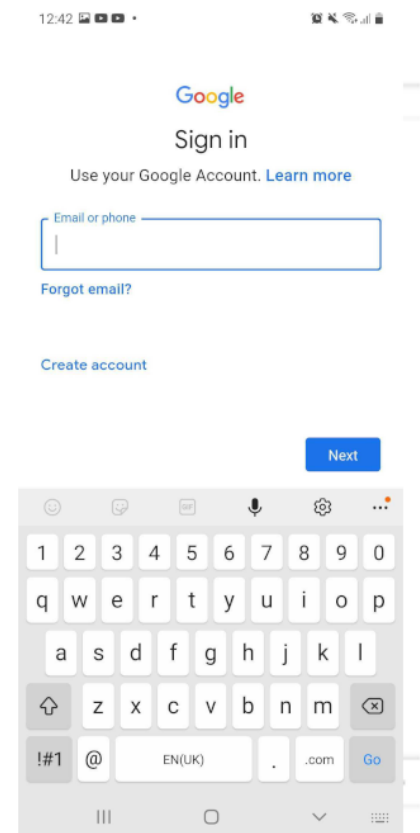 12:42
Google
Sign in
Use your Google Account. Learn more
Email or phone
Forgot email?
Create account
Next
GIF
1 2 3 4 5 6 7 8 9 0
q w e r t y u i o p
a s d f g h j k l
z x c v b n m
!#1 @ EN(UK) . .com Go